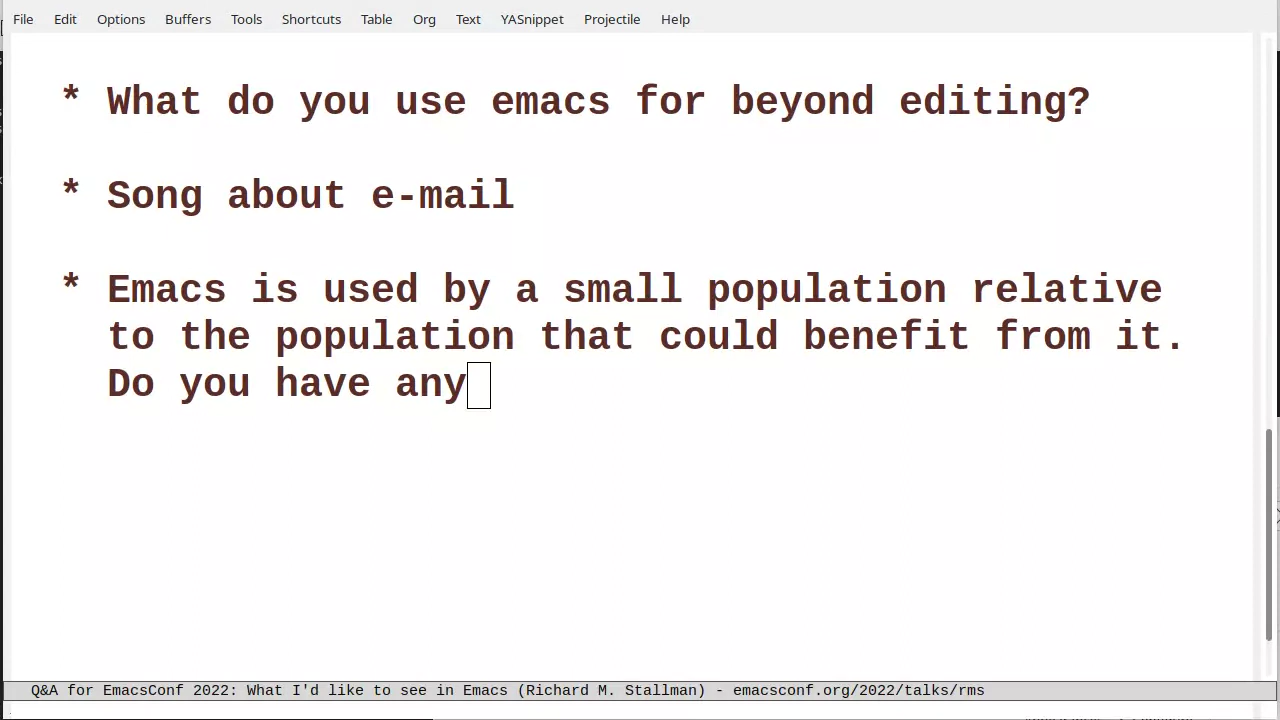 File Edit Options Buffers Tools Shortcuts Table Org Text YASnippet Projectile Help
* What do you use emacs for beyond editing?
* Song about e-mail
* Emacs is used by a small population relative
to the population that could benefit from it.
Do you have any
Q&A for EmacsConf 2022: What I'd like to see in Emacs (Richard M. Stallman) - emacsconf.org/2022/talks/rms